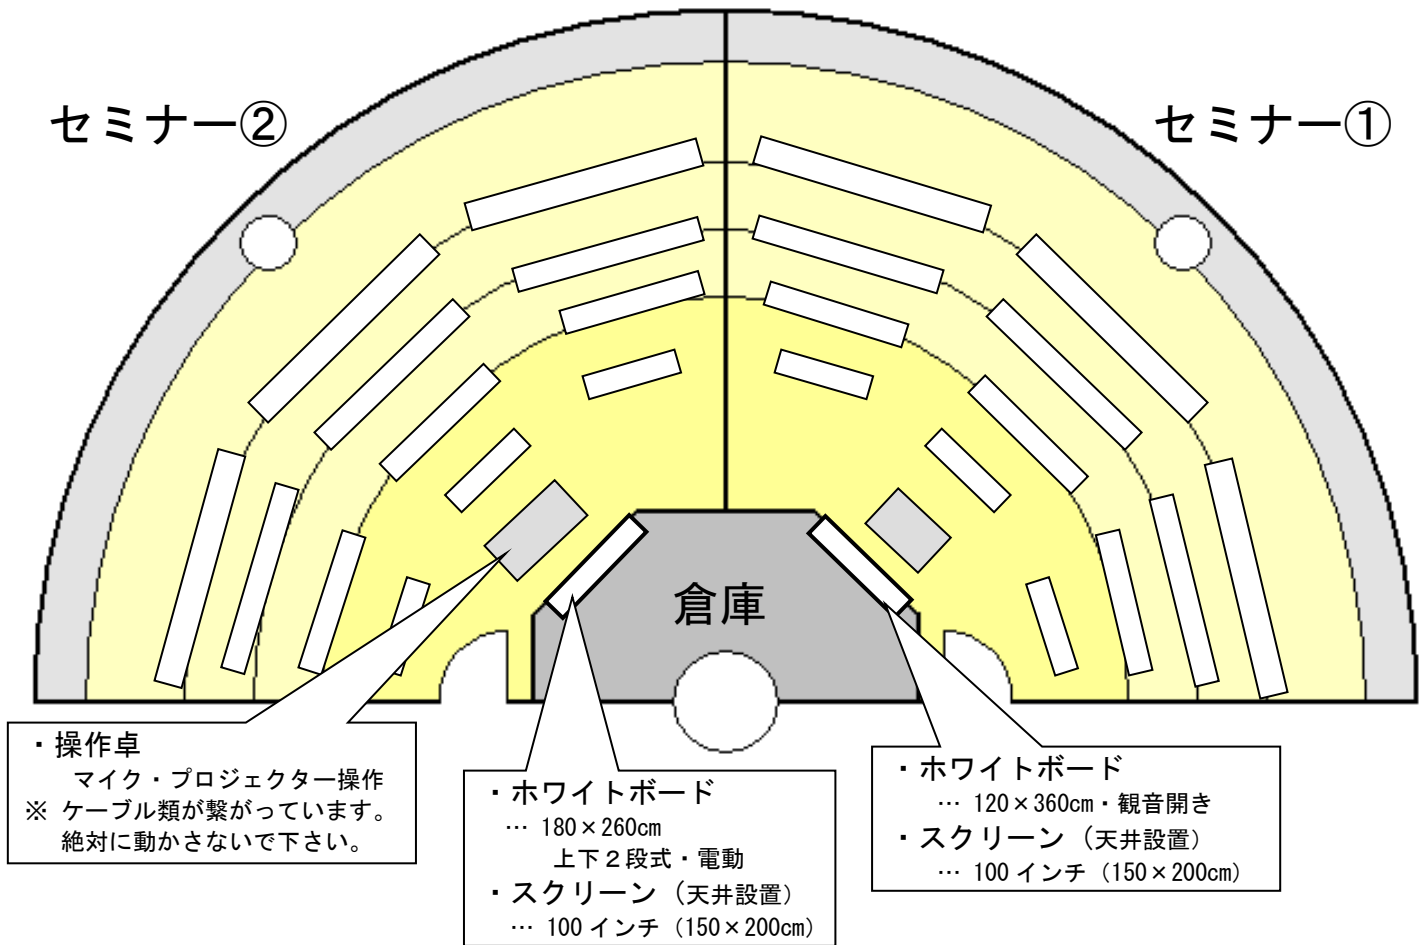 セミナー②
セミナー①
倉庫
・操作卓
マイク・プロジェクター操作
※ ケーブル類が繋がっています。
絶対に動かさないで下さい。
・ホワイトボード
… 180×260cm
上下２段式・電動
・スクリーン（天井設置）
… 100 インチ（150×200cm）
・ホワイトボード
… 120×360cm・観音開き
・スクリーン（天井設置）
… 100 インチ（150×200cm）